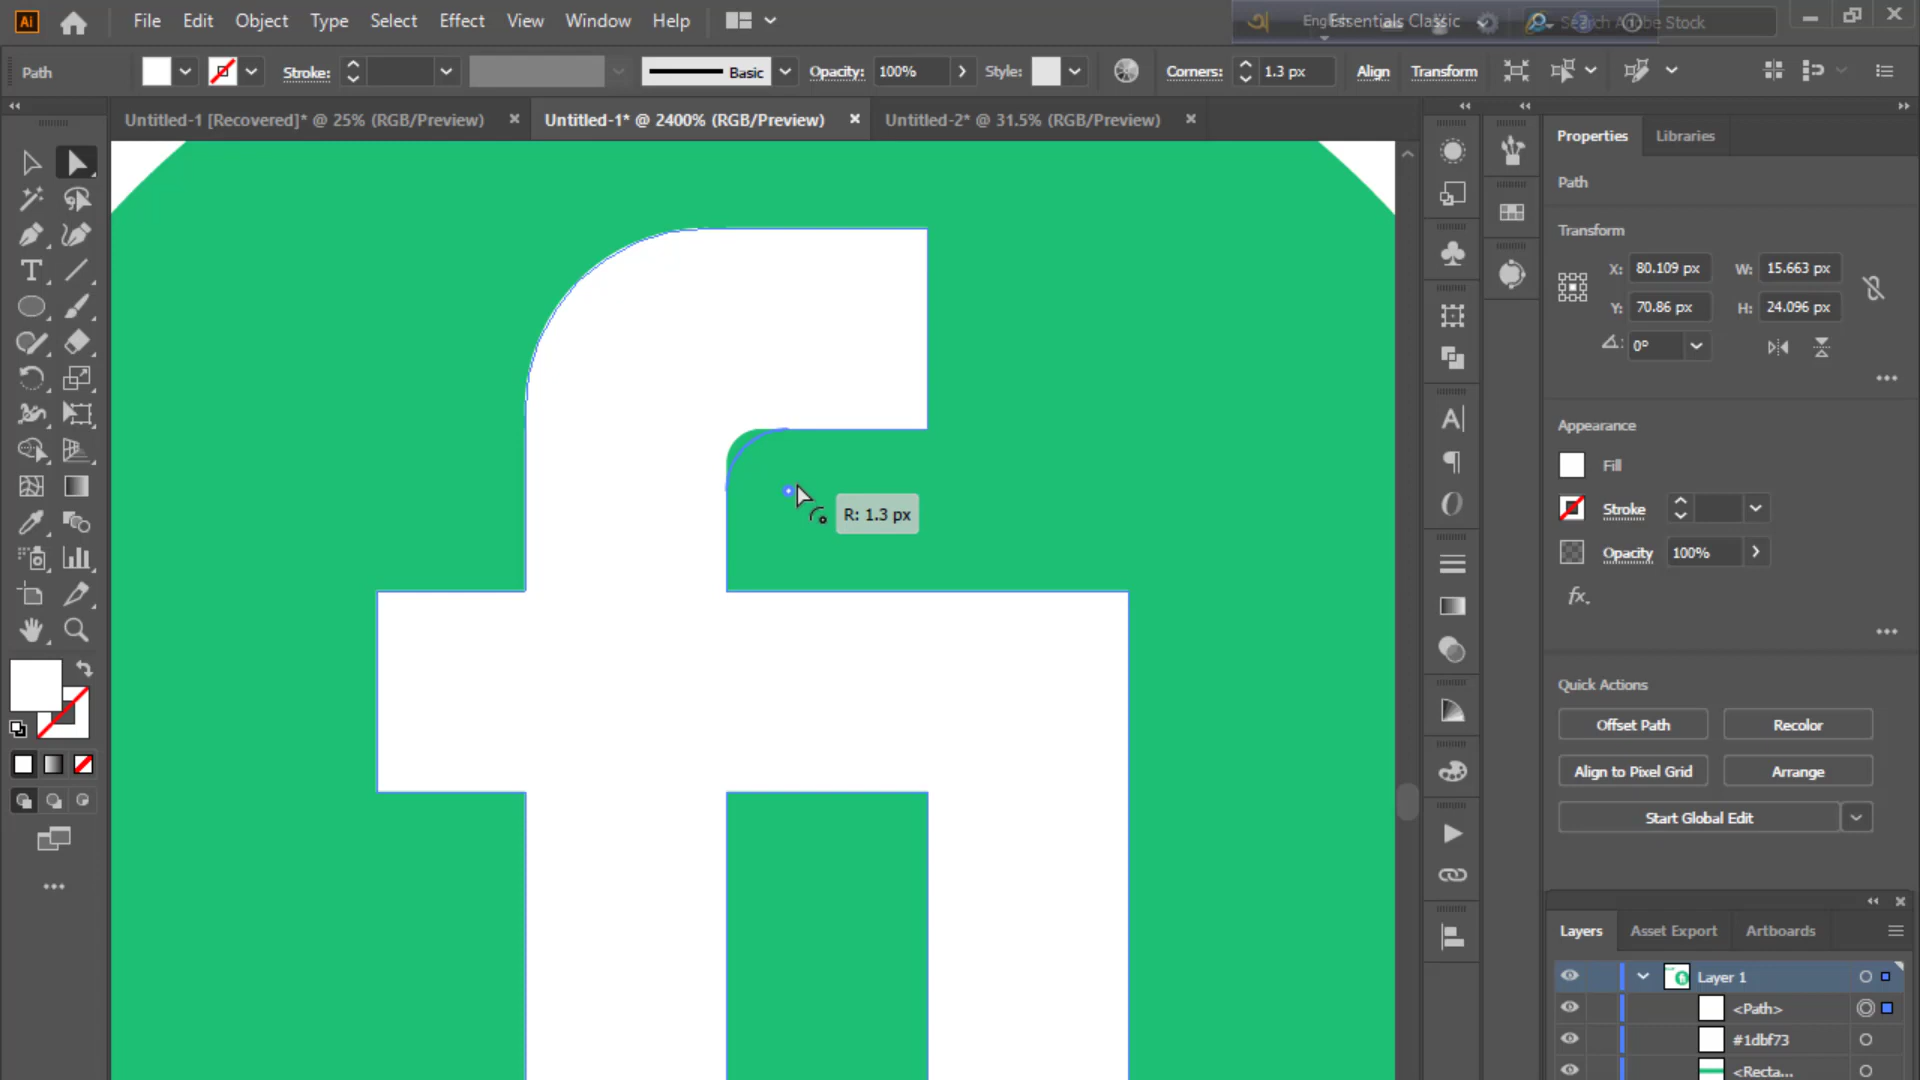 Ai File Edit Object Type Select Effect View Window Help Essentials Classic Search Adobe Stock
Path Stroke: Basic Opacity: 100% Style: Corners: 1.3 px Align Transform
Untitled-1 [Recovered]* @ 25% (RGB/Preview) Untitled-1* @ 2400% (RGB/Preview) Untitled-2* @ 31.5% (RGB/Preview)
Properties Libraries
Path
Transform
X: 80.109 px W: 15.663 px
Y: 70.86 px H: 24.096 px
0°
Appearance
Fill
R: 1.3 px
Stroke
Opacity 100%
fx.
Quick Actions
Offset Path Recolor
Align to Pixel Grid Arrange
Start Global Edit
Layers Asset Export Artboards
Layer 1
<Path>
#1dbf73
<Recta...